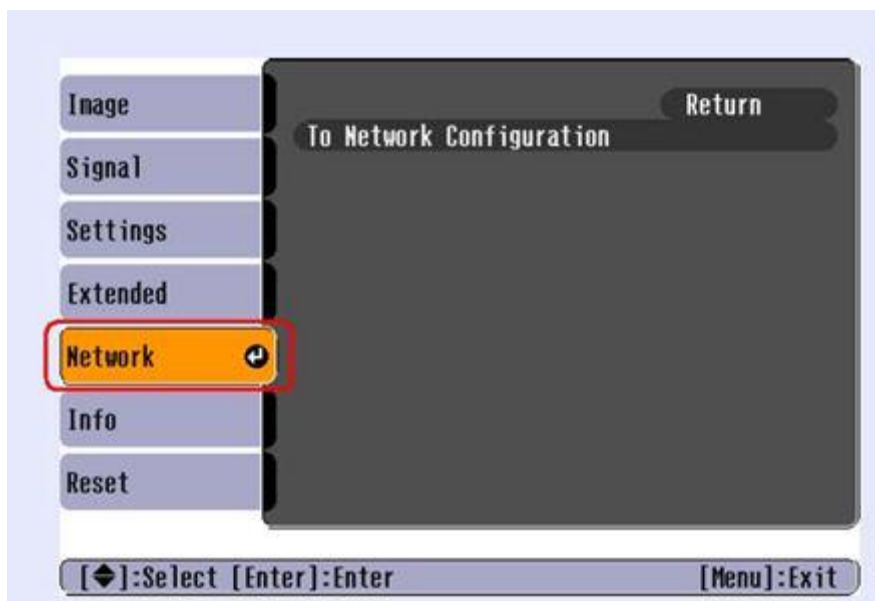 Image
Signal
Settings
Extended
Network
Info
Reset
Return
To Network Configuration
[◆]:Select [Enter]:Enter
[Menu]:Exit